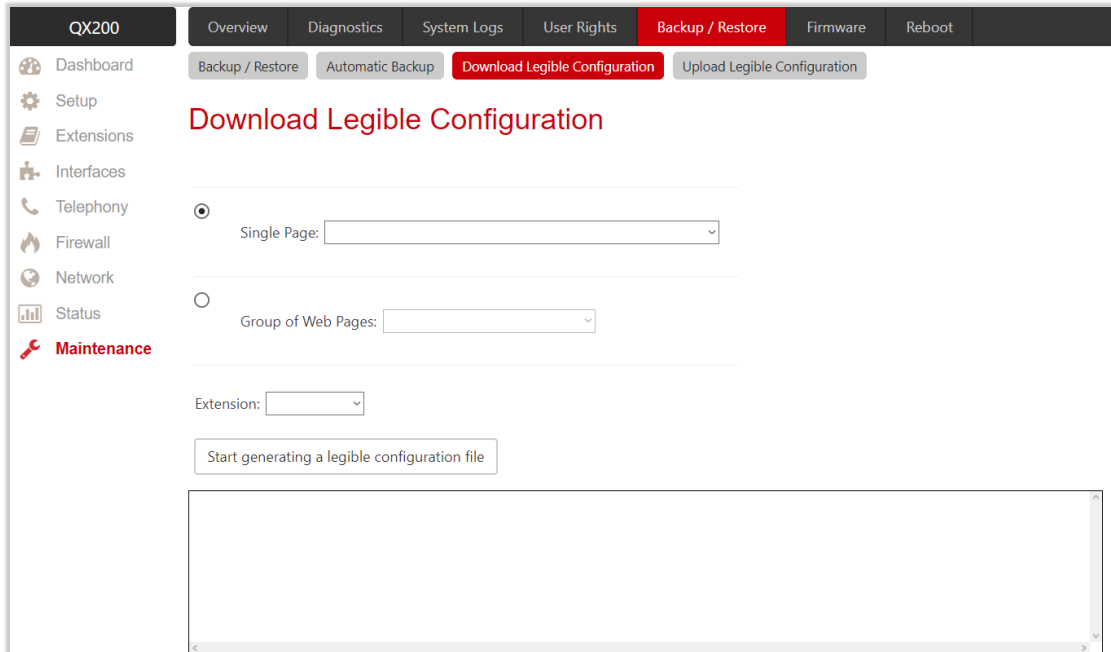 QX200
Overview Diagnostics System Logs User Rights Backup / Restore Firmware Reboot
Dashboard
Setup
Extensions
Interfaces
Telephony
Firewall
Network
Status
Maintenance
Backup / Restore Automatic Backup Download Legible Configuration Upload Legible Configuration
Download Legible Configuration
Single Page:
Group of Web Pages:
Extension:
Start generating a legible configuration file